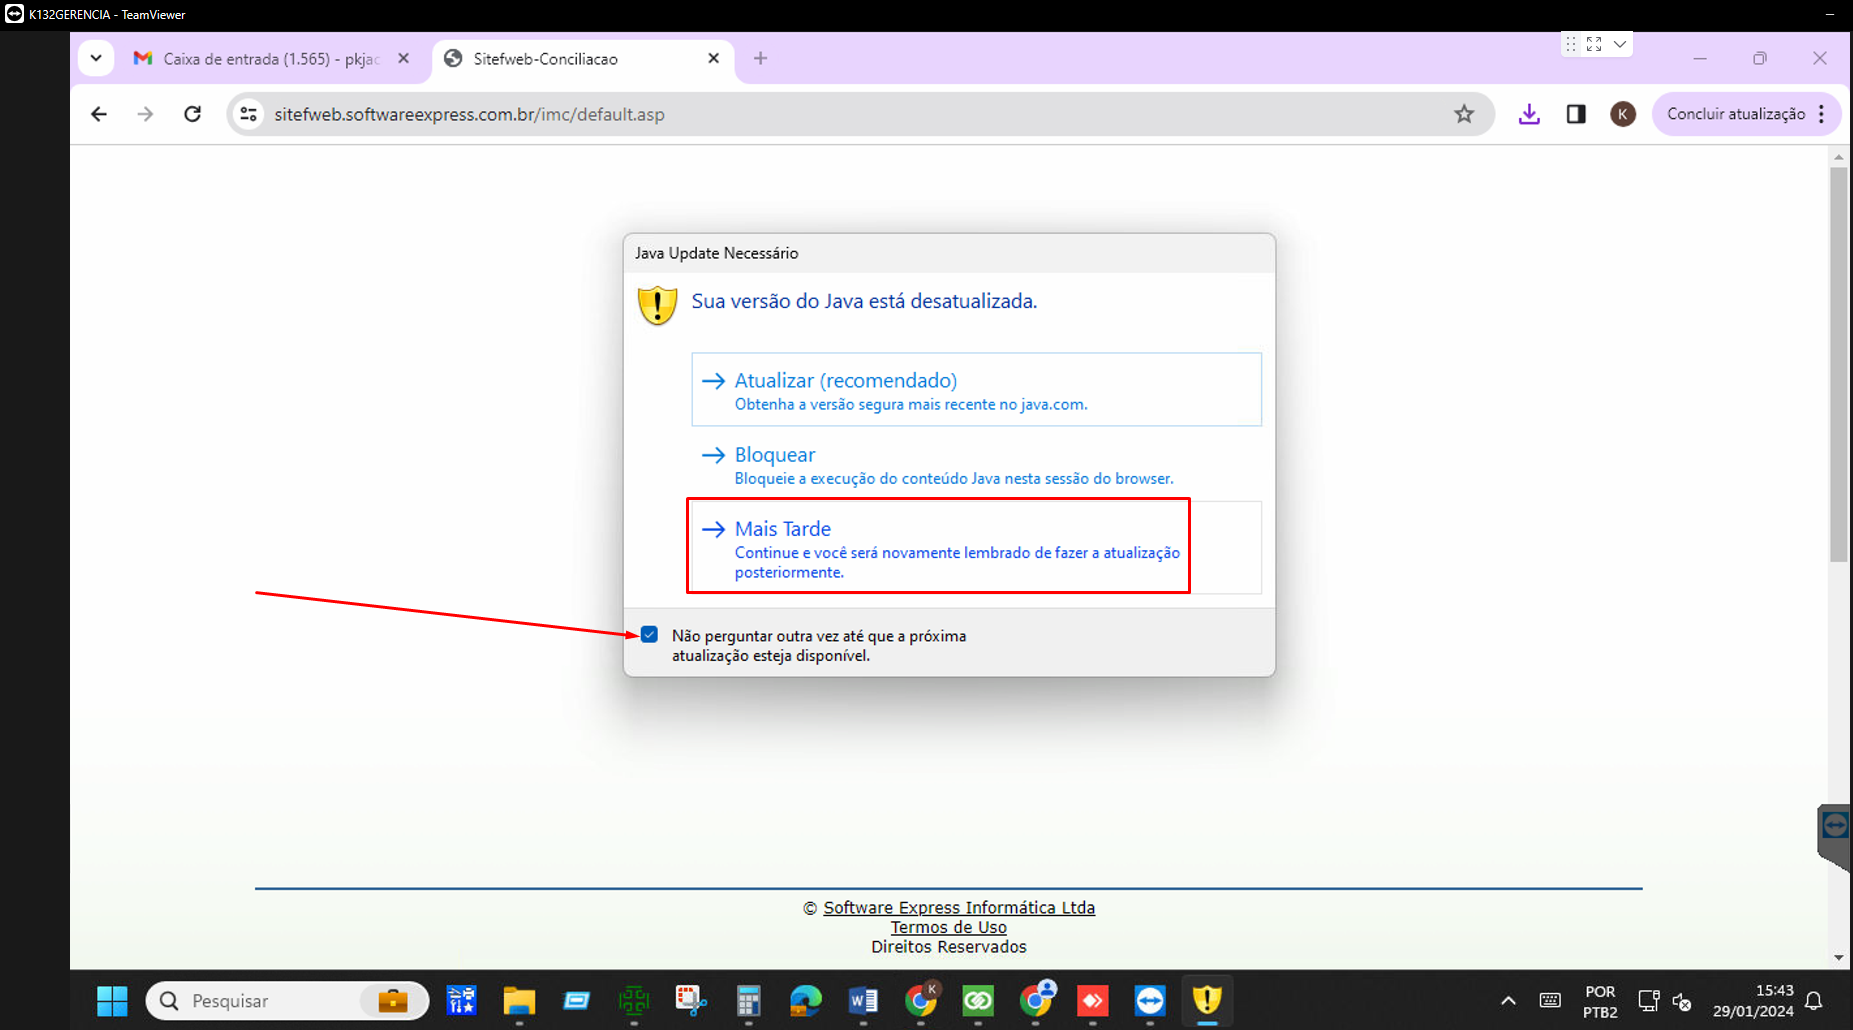 K132GERENCIA - TeamViewer
Caixa de entrada (1.565) - pkjac
Sitefweb-Conciliacao
sitefweb.softwareexpress.com.br/imc/default.asp
K
Concluir atualização
Java Update Necessário
Sua versão do Java está desatualizada.
Atualizar (recomendado)
Obtenha a versão segura mais recente no java.com.
Bloquear
Bloqueie a execução do conteúdo Java nesta sessão do browser.
Mais Tarde
Continue e você será novamente lembrado de fazer a atualização
posteriormente.
Não perguntar outra vez até que a próxima
atualização esteja disponível.
© Software Express Informática Ltda
Termos de Uso
Direitos Reservados
Pesquisar
K
POR
PTB2
15:43
29/01/2024